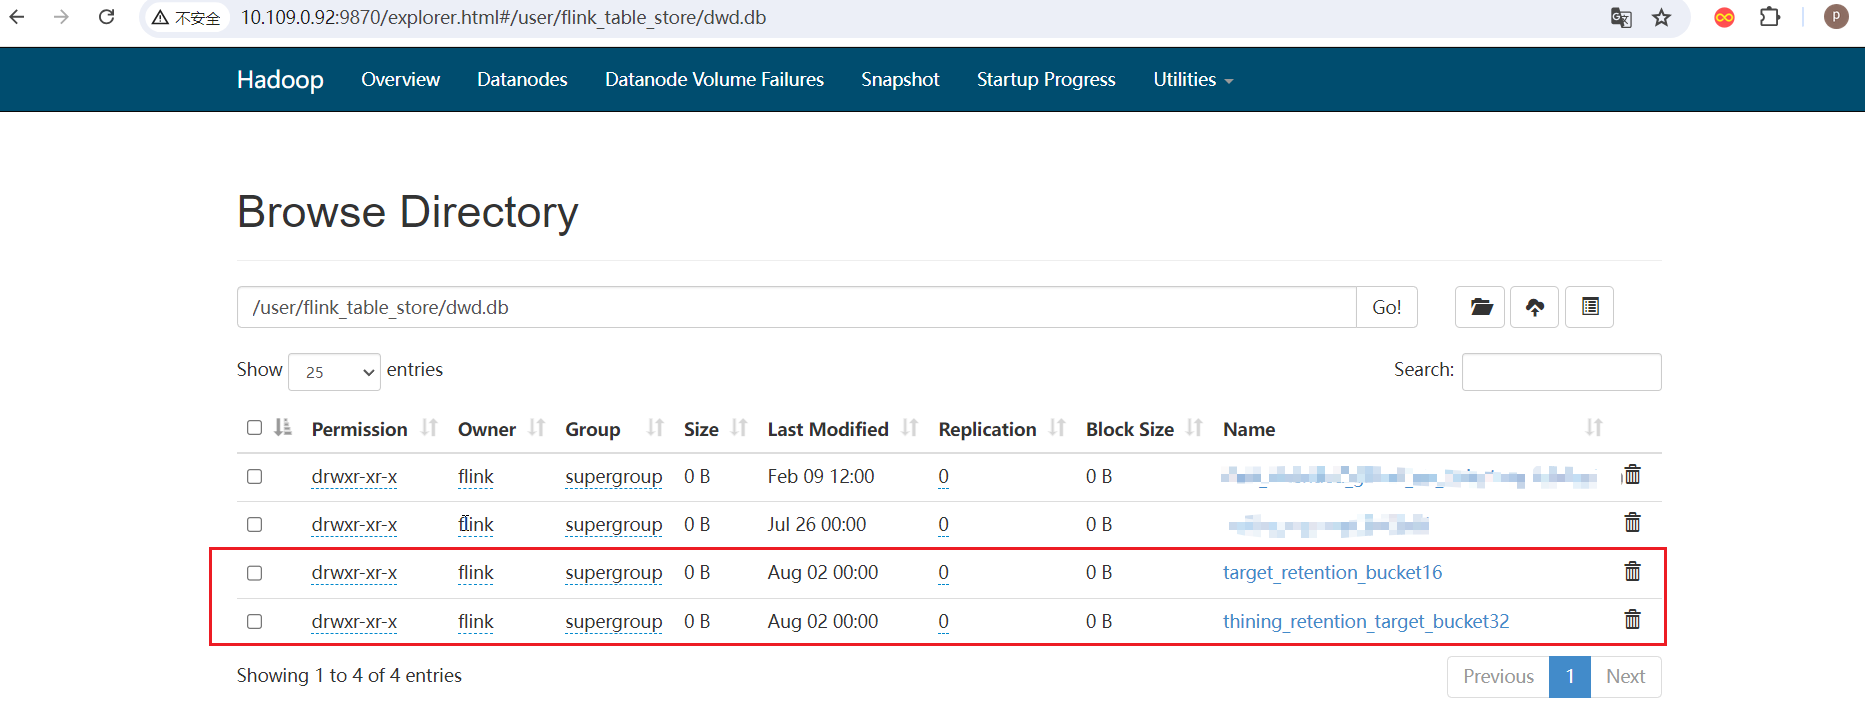 不安全 10.109.0.92:9870/explorer.html#/user/flink_table_store/dwd.db P
Hadoop Overview Datanodes Datanode Volume Failures Snapshot Startup Progress Utilities
Browse Directory
/user/flink_table_store/dwd.db Go!
Show 25 entries Search:
Permission Owner Group Size Last Modified Replication Block Size Name
drwxr-xr-x flink supergroup 0 B Feb 09 12:00 0 0 B
drwxr-xr-x flink supergroup 0 B Jul 26 00:00 0 0 B
drwxr-xr-x flink supergroup 0 B Aug 02 00:00 0 0 B target_retention_bucket16
drwxr-xr-x flink supergroup 0 B Aug 02 00:00 0 0 B thining_retention_target_bucket32
Showing 1 to 4 of 4 entries Previous 1 Next